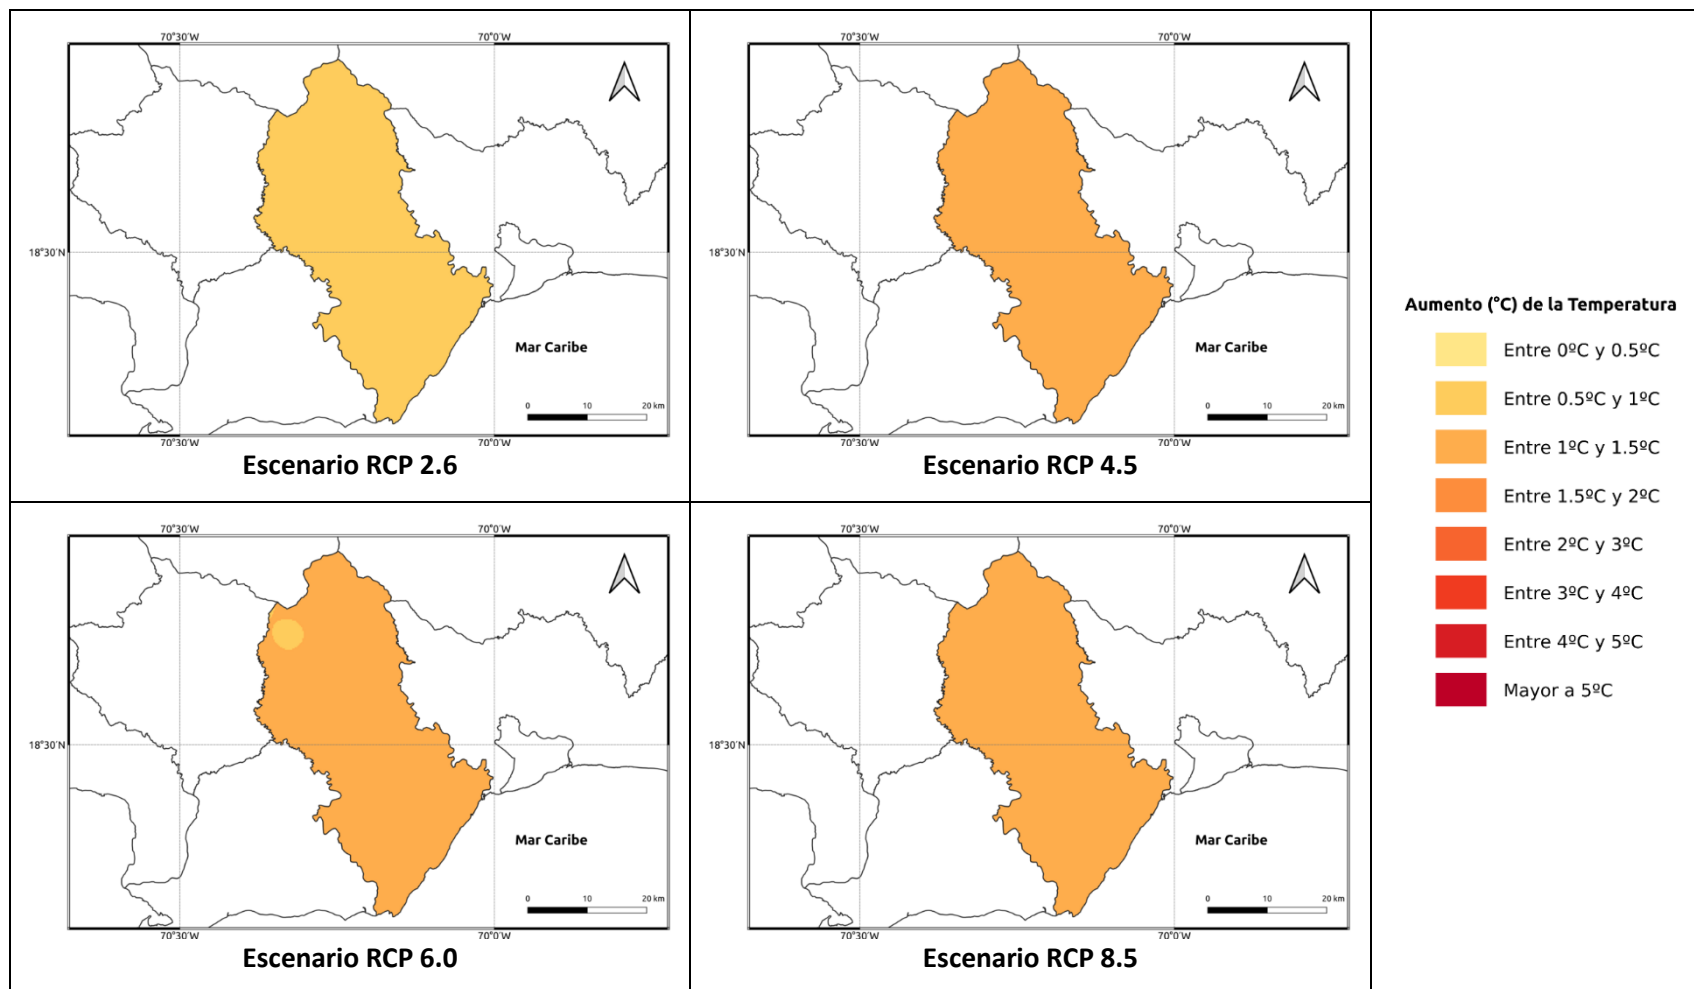 70°30'W 70°0'W
18°30'N
Mar Caribe
0 10 20 km
70°30'W 70°0'W
Escenario RCP 2.6
70°30'W 70°0'W
18°30'N
Mar Caribe
0 10 20 km
70°30'W 70°0'W
Escenario RCP 4.5
70°30'W 70°0'W
18°30'N
Mar Caribe
0 10 20 km
70°30'W 70°0'W
Escenario RCP 6.0
70°30'W 70°0'W
18°30'N
Mar Caribe
0 10 20 km
70°30'W 70°0'W
Escenario RCP 8.5
Aumento (°C) de la Temperatura
Entre 0ºC y 0.5ºC
Entre 0.5ºC y 1ºC
Entre 1ºC y 1.5ºC
Entre 1.5ºC y 2ºC
Entre 2ºC y 3ºC
Entre 3ºC y 4ºC
Entre 4ºC y 5ºC
Mayor a 5ºC